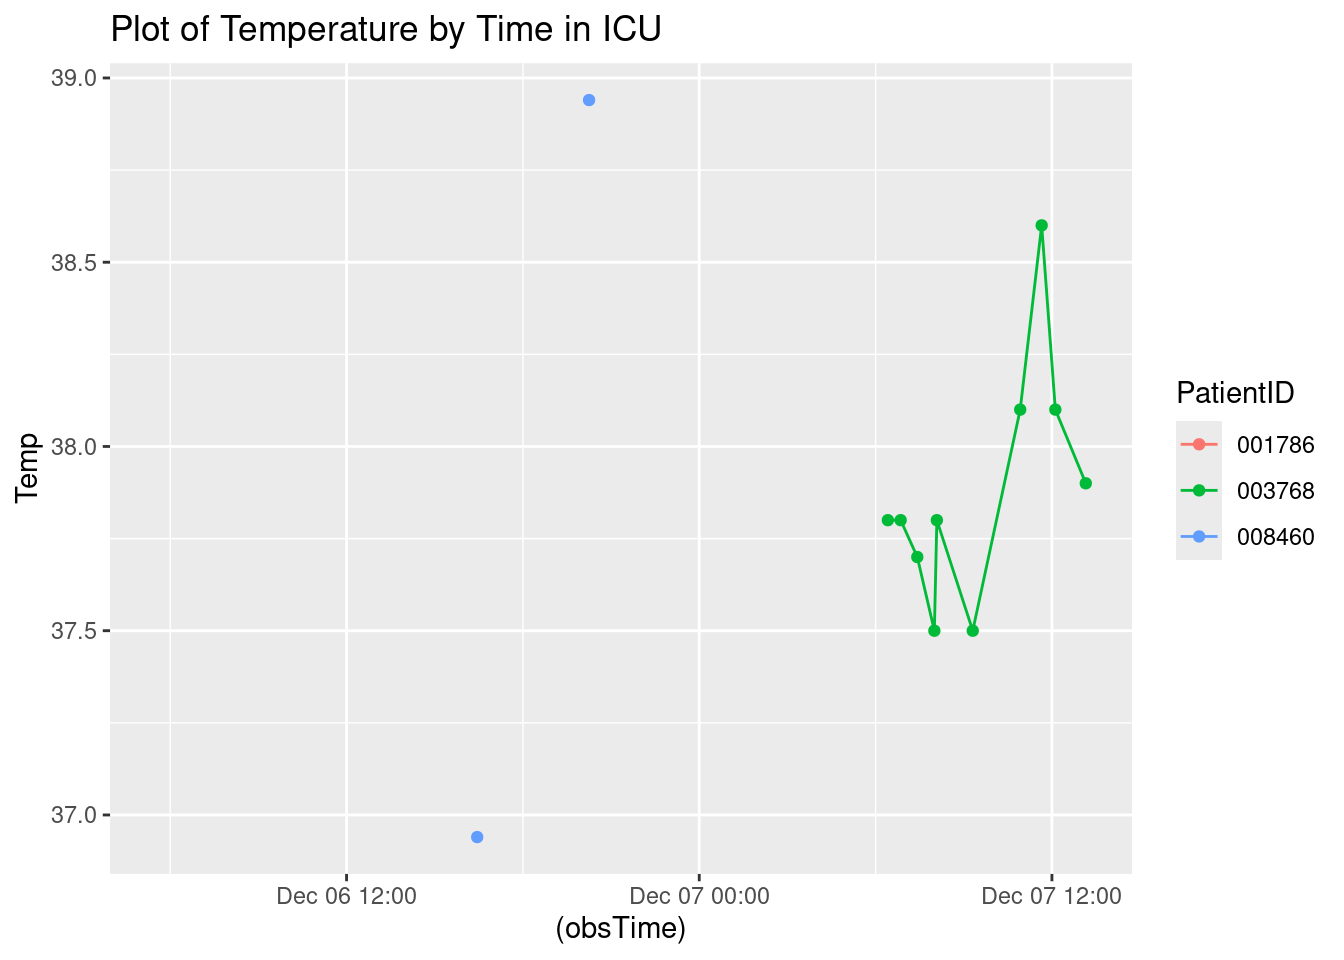 Plot of Temperature by Time in ICU
39.0
38.5
38.0
37.5
37.0
Temp
Dec 06 12:00
Dec 07 00:00
Dec 07 12:00
(obsTime)
PatientID
001786
003768
008460